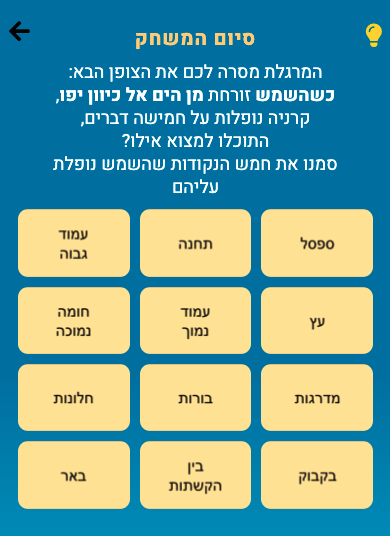 סיום המשחק
המרגלת מסרה לכם את הצופן הבא:
כשהשמש זורחת מן הים אל כיוון יפו,
קרניה נופלות על חמישה דברים,
התוכלו למצוא אילו?
סמנו את חמש הנקודות שהשמש נופלת
עליהם
ספסל
תחנה
עמוד
גבוה
עץ
עמוד
נמוך
חומה
נמוכה
מדרגות
בורות
חלונות
בקבוק
בין
הקשתות
באר